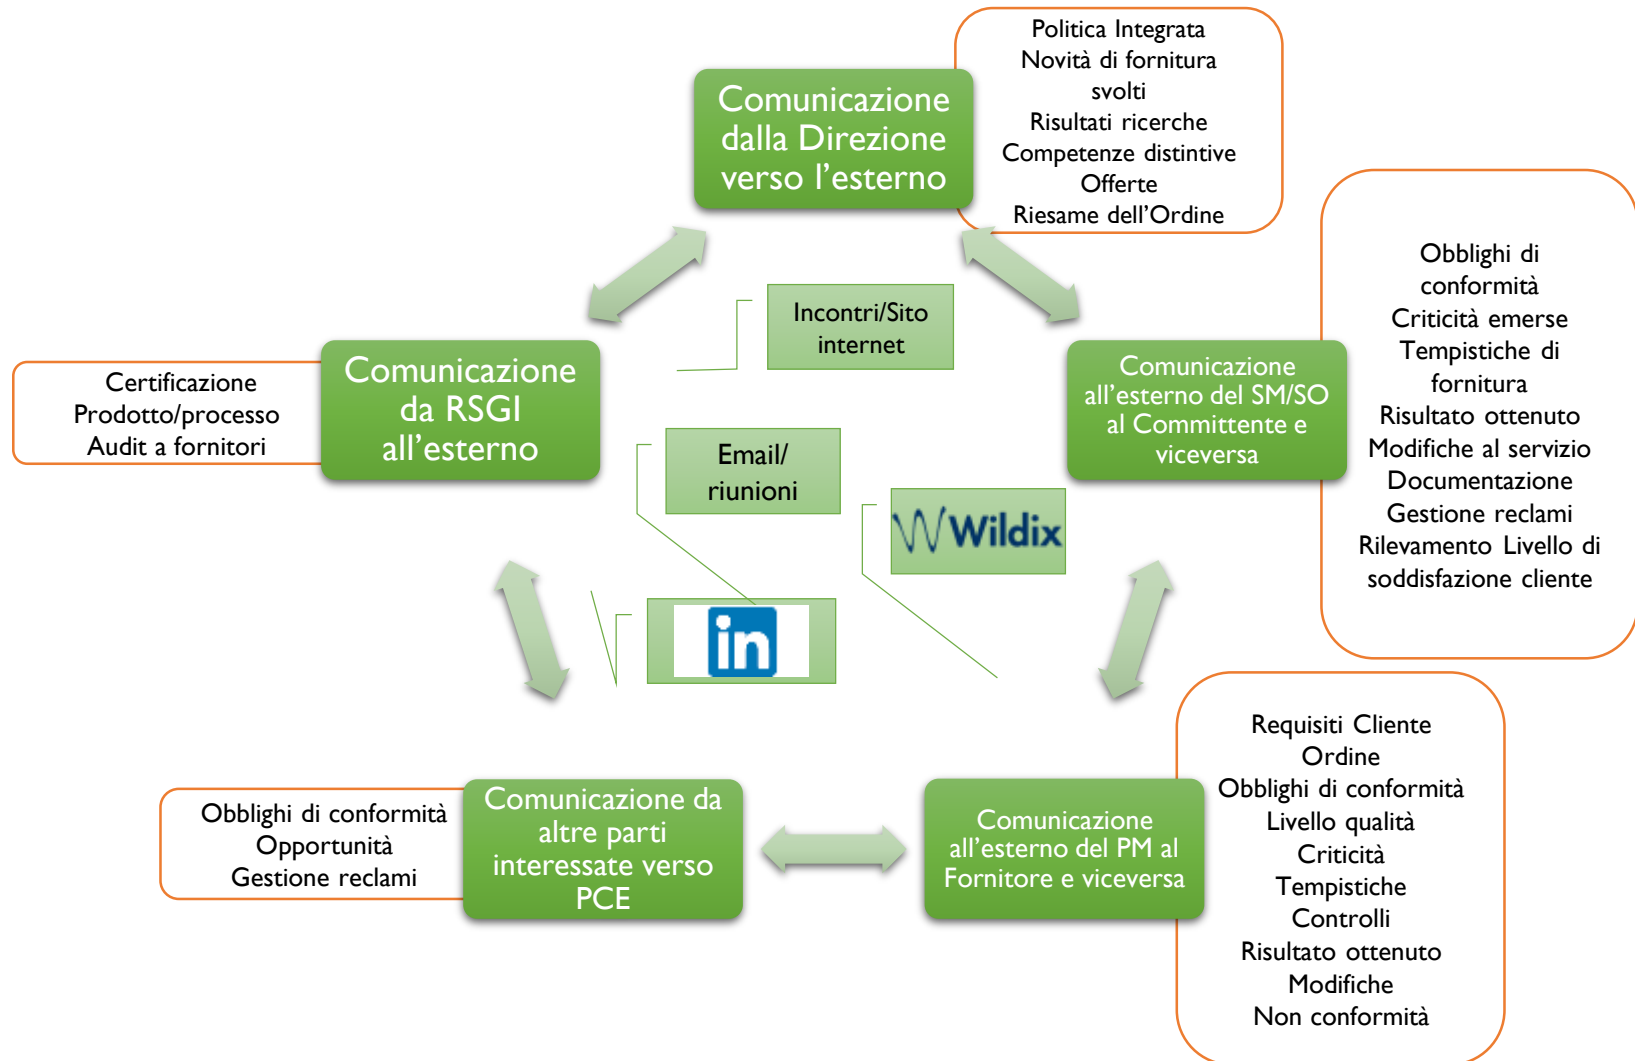 Politica Integrata
Novità di fornitura
svolti
Risultati ricerche
Competenze distintive
Offerte
Riesame dell'Ordine
Comunicazione
dalla Direzione
verso l'esterno
Obblighi di
conformità
Criticità emerse
Tempistiche di
fornitura
Risultato ottenuto
Modifiche al servizio
Documentazione
Gestione reclami
Rilevamento Livello di
soddisfazione cliente
Comunicazione
all'esterno del SM/SO
al Committente e
viceversa
Incontri/Sito
internet
Comunicazione
da RSGI
all'esterno
Certificazione
Prodotto/processo
Audit a fornitori
Email/
riunioni
Wildix
in
Requisiti Cliente
Ordine
Obblighi di conformità
Livello qualità
Criticità
Tempistiche
Controlli
Risultato ottenuto
Modifiche
Non conformità
Comunicazione
all'esterno del PM al
Fornitore e viceversa
Comunicazione da
altre parti
interessate verso
PCE
Obblighi di conformità
Opportunità
Gestione reclami